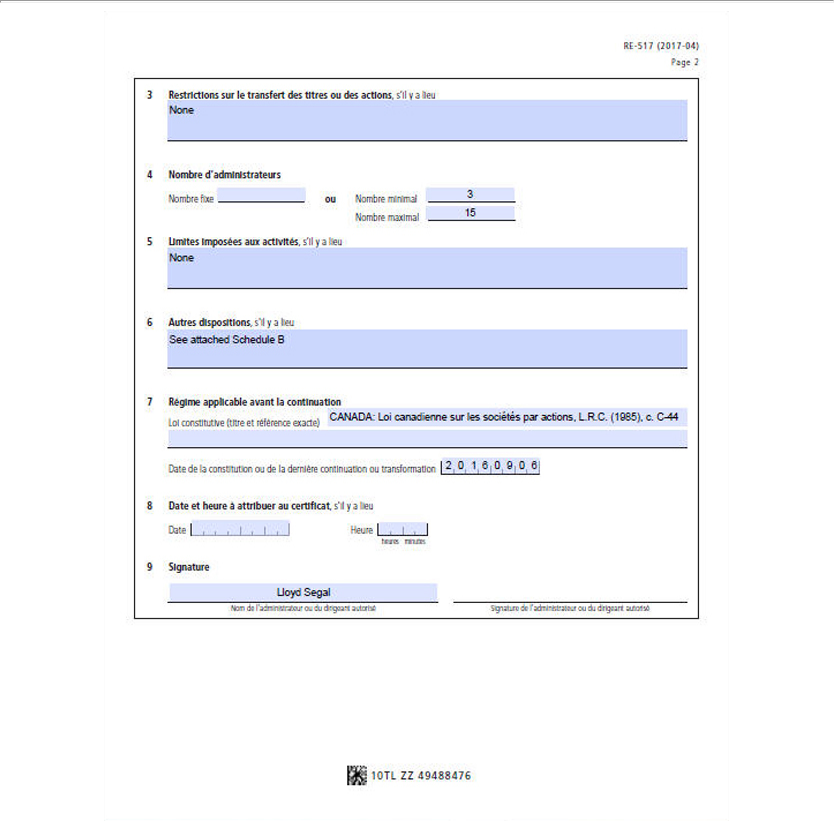 RE-517 (2017-04)
Page 2
3 Restrictions sur le transfert des titres ou des actions, s'il y a lieu
None
4 Nombre d'administrateurs
Nombre fixe ou Nombre minimal 3
Nombre maximal 15
5 Limites imposées aux activités, s'il y a lieu
None
6 Autres dispositions, s'il y a lieu
See attached Schedule B
7 Régime applicable avant la continuation
Loi constitutive (titre et référence exacte) CANADA: Loi canadienne sur les sociétés par actions, L.R.C. (1985), c. C-44
Date de la constitution ou de la dernière continuation ou transformation 2 0 1 6 0 9 0 6
8 Date et heure à attribuer au certificat, s'il y a lieu
Date Heure
heures minutes
9 Signature
Lloyd Segal
Nom de l'administrateur ou du dirigeant autorisé Signature de l'administrateur ou du dirigeant autorisé
10TL ZZ 49488476